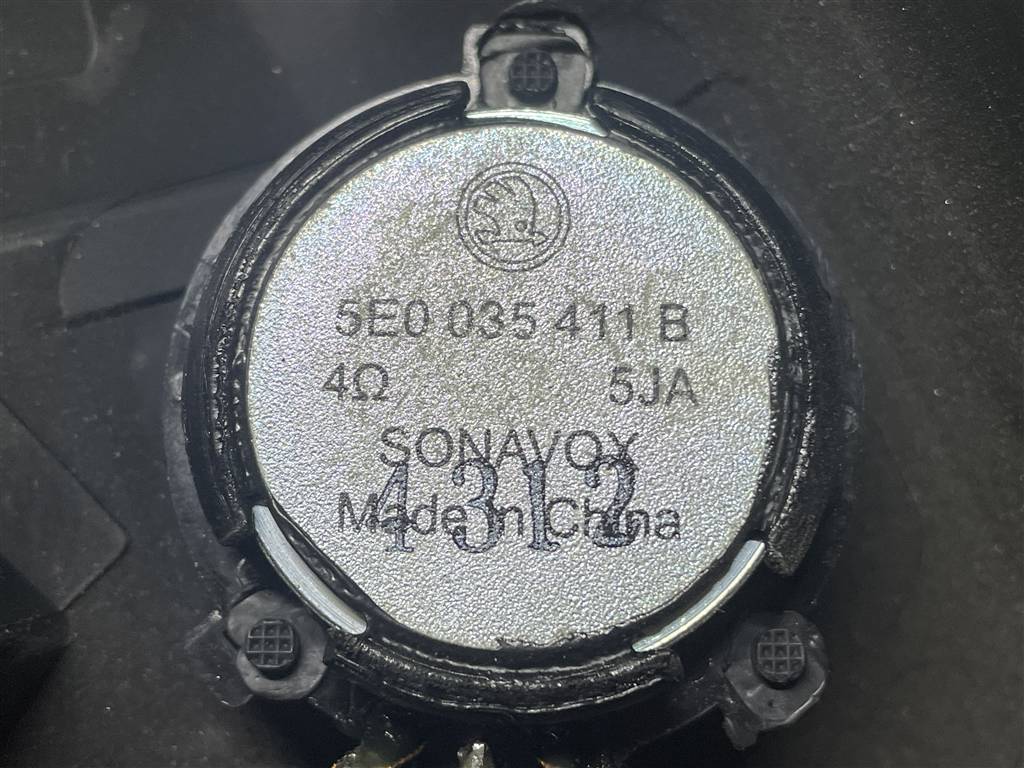 5E0 035 411 B
4Ω 5JA
SONAVOX
4312
Made in China